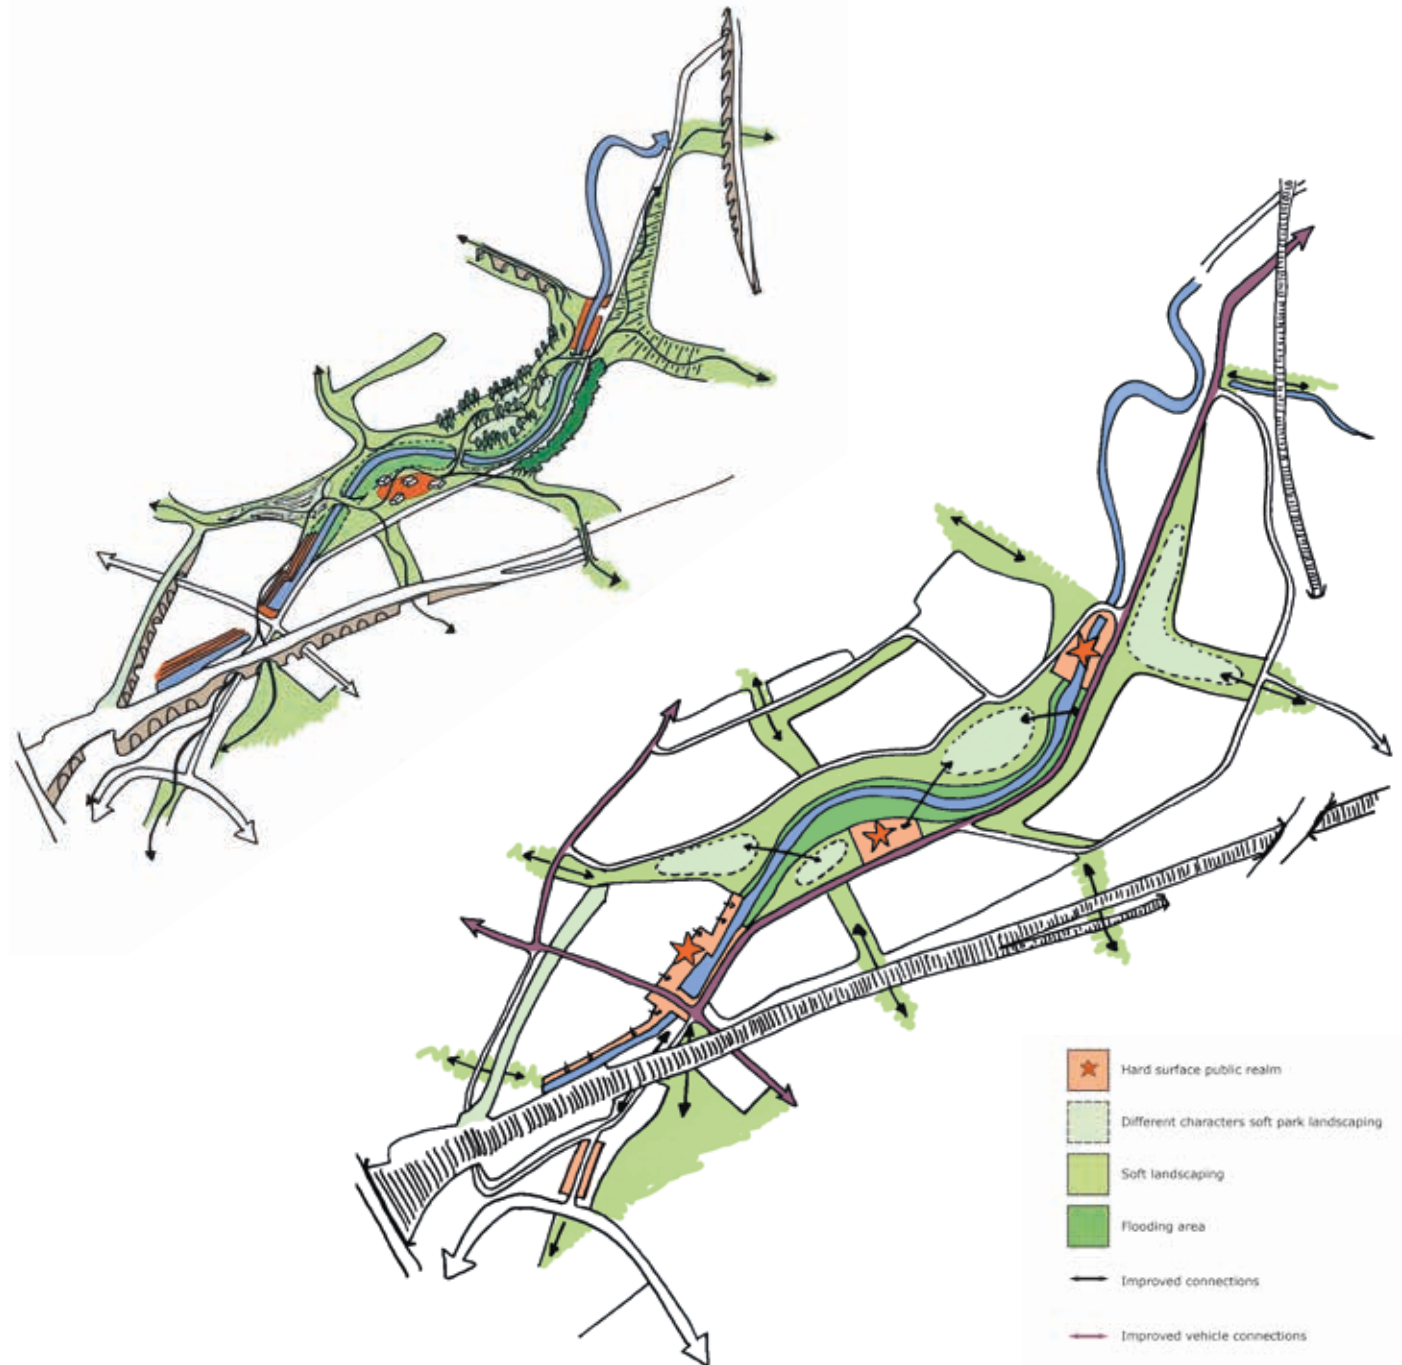 Hard surface public realm
Different characters soft park landscaping
Soft landscaping
Flooding area
Improved connections
Improved vehicle connections